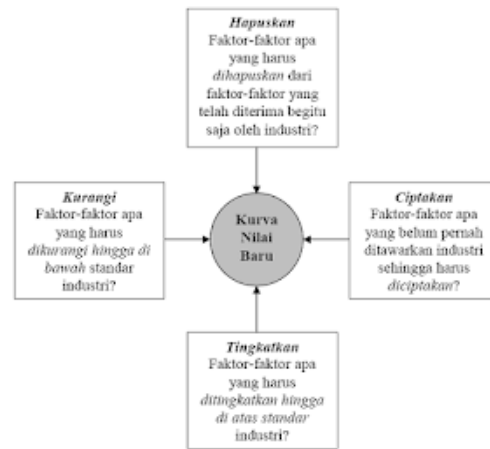 Hapuskan
Faktor-faktor apa
yang harus
dihapuskan dari
faktor-faktor yang
telah diterima begitu
saja oleh industri?
Kurangi
Faktor-faktor apa
yang harus
dikurangi hingga di
bawah standar
industri?
Kurva
Nilai
Baru
Ciptakan
Faktor-faktor apa
yang belum pernah
ditawarkan industri
sehingga harus
diciptakan?
Tingkatkan
Faktor-faktor apa
yang harus
ditingkatkan hingga
di atas standar
industri?